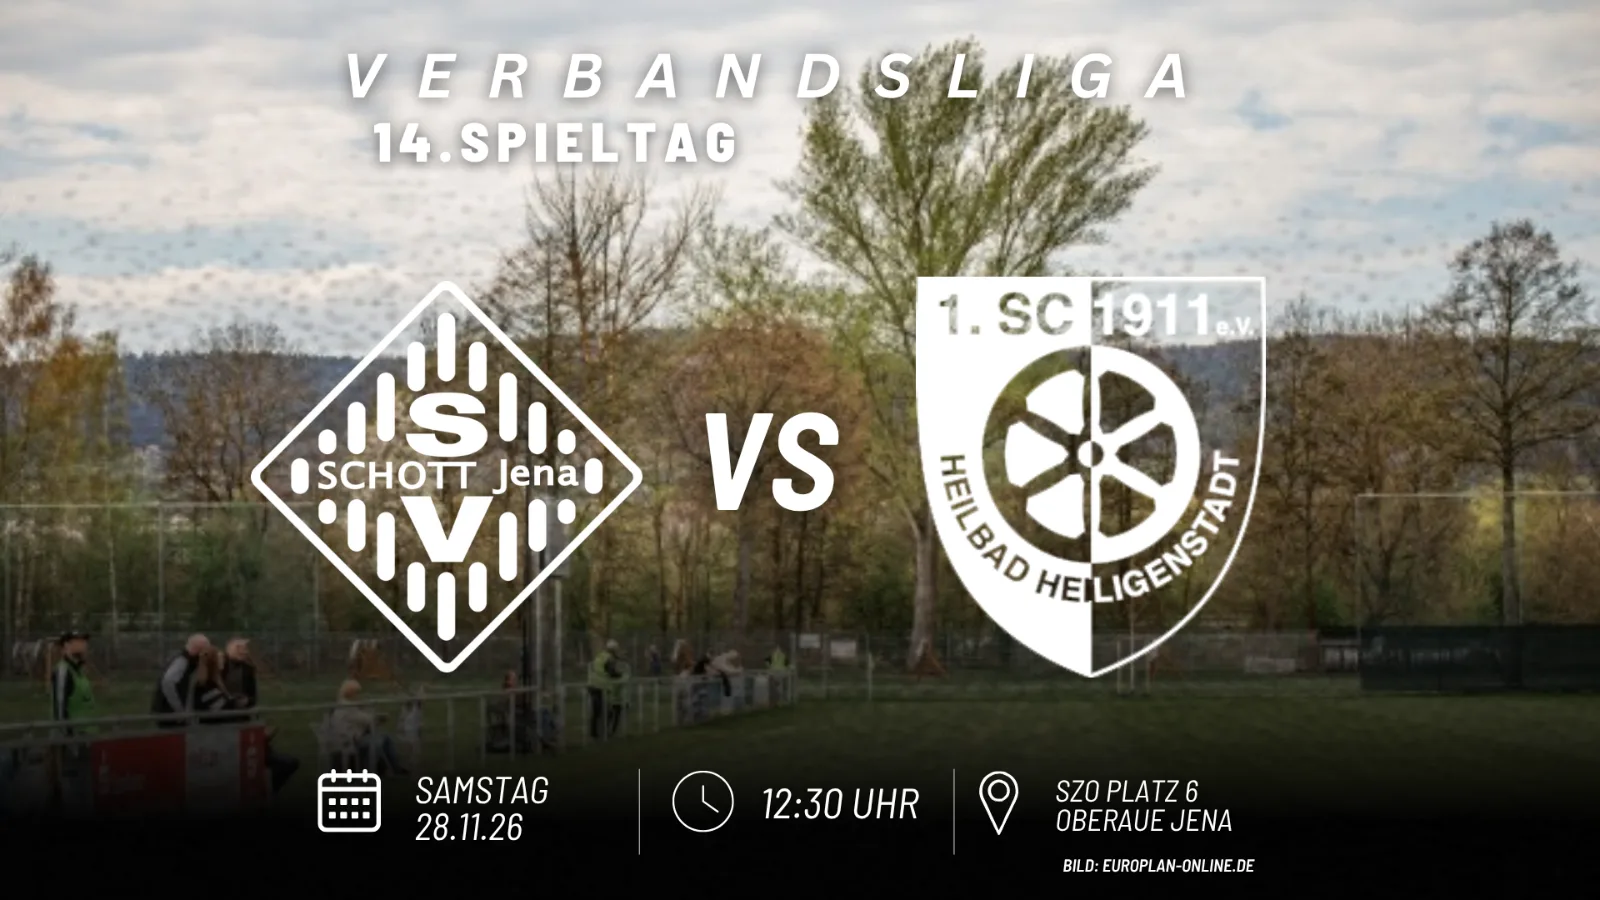 VERBANDSLIGA
14.SPIELTAG
S
SCHOTT Jena
V
VS
1. SC 1911 e.V.
HEILBAD HEILIGENSTADT
SAMSTAG
28.11.26
12:30 UHR
SZO PLATZ 6
OBERAUE JENA
BILD: EUROPLAN-ONLINE.DE